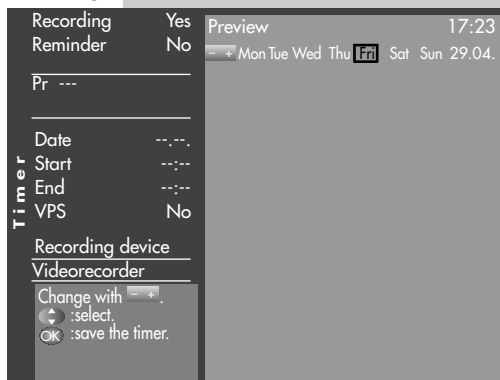 Recording Yes
Reminder No
Pr ---
Date --.--.
Start --:--
End --:--
VPS No
Timer
Recording device
Videorecorder
Change with - + .
:select.
OK :save the timer.
Preview 17:23
- + Mon Tue Wed Thu Fri Sat Sun 29.04.